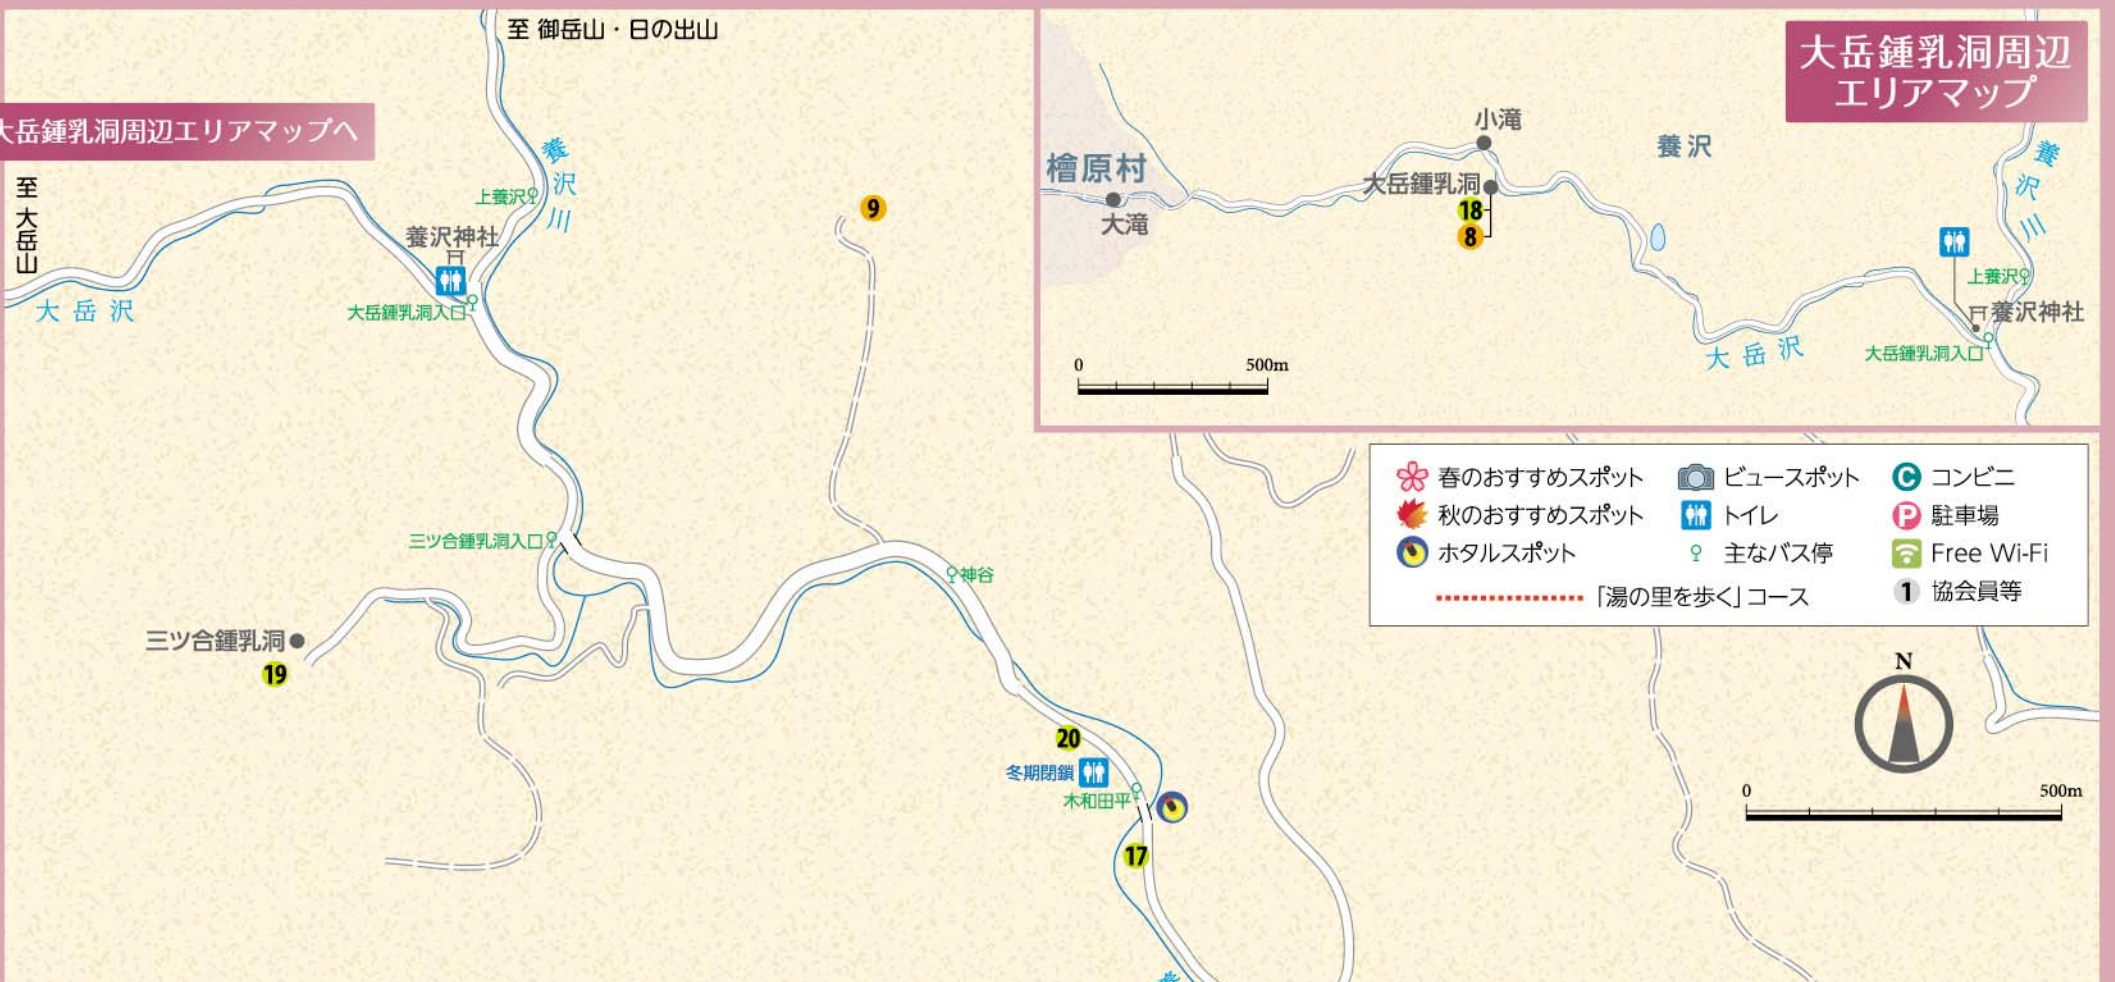 至 御岳山・日の出山
大岳鍾乳洞周辺エリアマップへ
至 大岳山
養沢川
上養沢
養沢神社
大岳鍾乳洞入口
大岳沢
9
三ツ合鍾乳洞入口
神谷
三ツ合鍾乳洞
19
20
冬期閉鎖
木和田平
17
大岳鍾乳洞周辺
エリアマップ
檜原村
大滝
小滝
大岳鍾乳洞
18
8
養沢
養沢川
上養沢
養沢神社
大岳鍾乳洞入口
大岳沢
0 500m
春のおすすめスポット
秋のおすすめスポット
ホタルスポット
ビュースポット
トイレ
主なバス停
C コンビニ
P 駐車場
Free Wi-Fi
1 協会員等
「湯の里を歩く」コース
N
0 500m